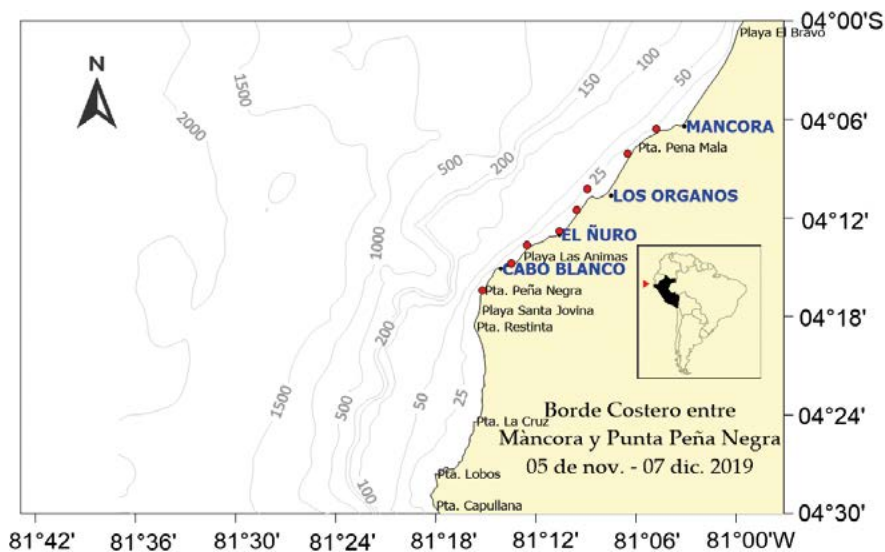 04°00'S
Playa El Bravo
N
1500
2000
150
100
50
04°06'
MANCORA
500
200
Pta. Pena Mala
25
LOS ORGANOS
04°12'
1000
EL ÑURO
Playa Las Animas
CABO BLANCO
Pta. Peña Negra
Playa Santa Jovina
04°18'
200
Pta. Restinta
1500
500
50
25
04°24'
Pta. La Cruz
Borde Costero entre
Màncora y Punta Peña Negra
05 de nov. - 07 dic. 2019
Pta. Lobos
100
Pta. Capullana
04°30'
81°42' 81°36' 81°30' 81°24' 81°18' 81°12' 81°06' 81°00'W